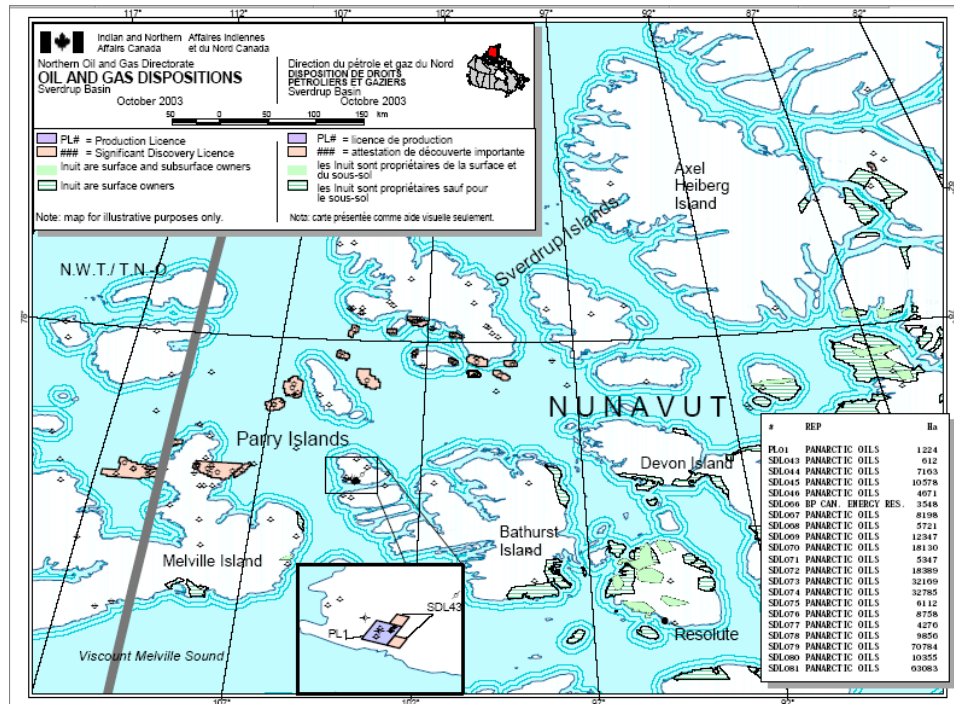 117° 112° 107° 102° 97° 92° 87° 82°
Indian and Northern Affaires Indiennes
Affairs Canada et du Nord Canada
Northern Oil and Gas Directorate
OIL AND GAS DISPOSITIONS
Sverdrup Basin
October 2003
Direction du pétrole et gaz du Nord
DISPOSITION DE DROITS
PÉTROLIERS ET GAZIERS
Sverdrup Basin
Octobre 2003
50 0 50 100 150
km
PL# = Production Licence
### = Significant Discovery Licence
Inuit are surface and subsurface owners
Inuit are surface owners
Note: map for illustrative purposes only.
PL# = licence de production
### = attestation de découverte importante
les Inuit sont propriétaires de la surface et
du sous-sol
les Inuit sont propriétaires sauf pour
le sous-sol
Nota: carte présentée comme aide visuelle seulement.
Axel
Heiberg
Island
Sverdrup Islands
N.W.T./ T.N.-O.
78°
NUNAVUT
Parry Islands
Devon Island
Bathurst
Island
Melville Island
Resolute
Viscount Melville Sound
SDL43
PL1
# REP Ha
PL01 PANARCTIC OILS 1224
SDL043 PANARCTIC OILS 612
SDL044 PANARCTIC OILS 7163
SDL045 PANARCTIC OILS 10578
SDL046 PANARCTIC OILS 4671
SDL066 BP CAN. ENERGY RES. 3548
SDL067 PANARCTIC OILS 8198
SDL068 PANARCTIC OILS 5721
SDL069 PANARCTIC OILS 12347
SDL070 PANARCTIC OILS 18130
SDL071 PANARCTIC OILS 5347
SDL072 PANARCTIC OILS 18389
SDL073 PANARCTIC OILS 32169
SDL074 PANARCTIC OILS 32785
SDL075 PANARCTIC OILS 6112
SDL076 PANARCTIC OILS 8758
SDL077 PANARCTIC OILS 4276
SDL078 PANARCTIC OILS 9856
SDL079 PANARCTIC OILS 70784
SDL080 PANARCTIC OILS 10355
SDL081 PANARCTIC OILS 63083
107° 102° 97° 92°